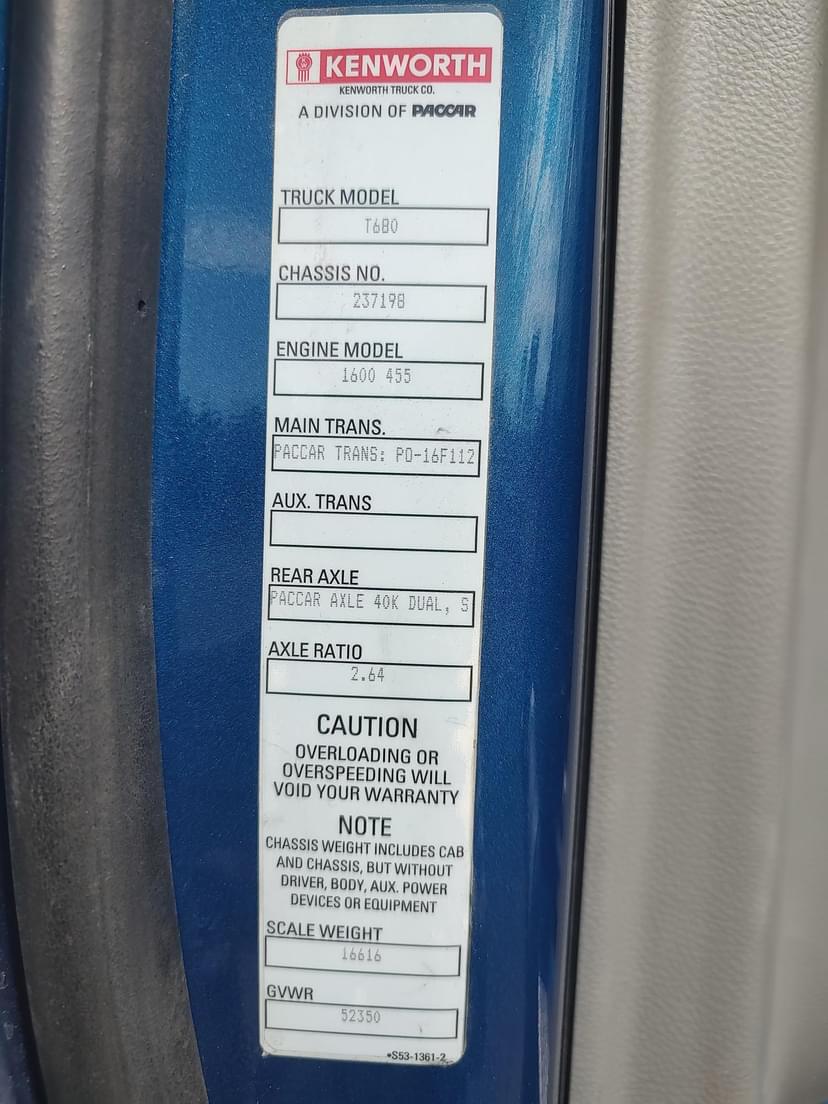 KENWORTH
KENWORTH TRUCK CO.
A DIVISION OF PACCAR
TRUCK MODEL
T680
CHASSIS NO.
237198
ENGINE MODEL
1600 455
MAIN TRANS.
PACCAR TRANS: PO-16F112
AUX. TRANS
REAR AXLE
PACCAR AXLE 40K DUAL, S
AXLE RATIO
2.64
CAUTION
OVERLOADING OR
OVERSPEEDING WILL
VOID YOUR WARRANTY
NOTE
CHASSIS WEIGHT INCLUDES CAB
AND CHASSIS, BUT WITHOUT
DRIVER, BODY, AUX. POWER
DEVICES OR EQUIPMENT
SCALE WEIGHT
16616
GVWR
52350
*S53-1361-2